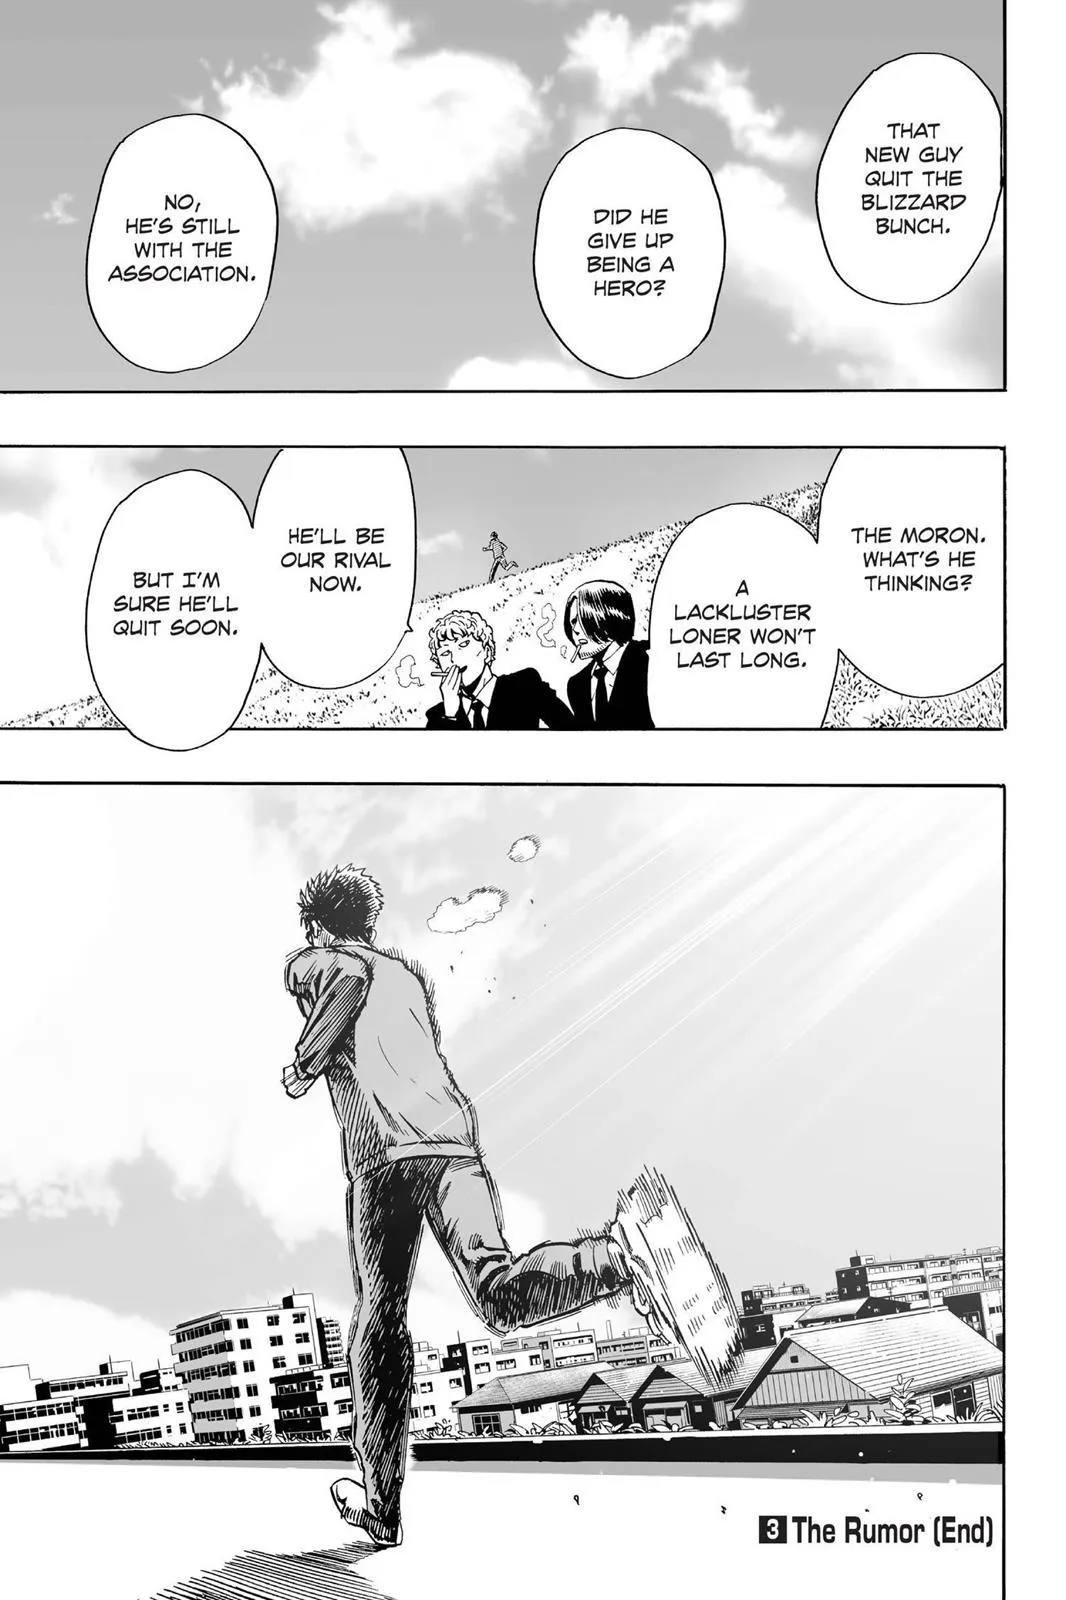 THAT
NEW GUY
QUIT THE
BLIZZARD
BUNCH.
DID HE
GIVE UP
BEING A
HERO?
NO,
HE'S STILL
WITH THE
ASSOCIATION.
THE MORON.
WHAT'S HE
THINKING?
A
LACKLUSTER
LONER WON'T
LAST LONG.
HE'LL BE
OUR RIVAL
NOW.
BUT I'M
SURE HE'LL
QUIT SOON.
3 The Rumor (End)